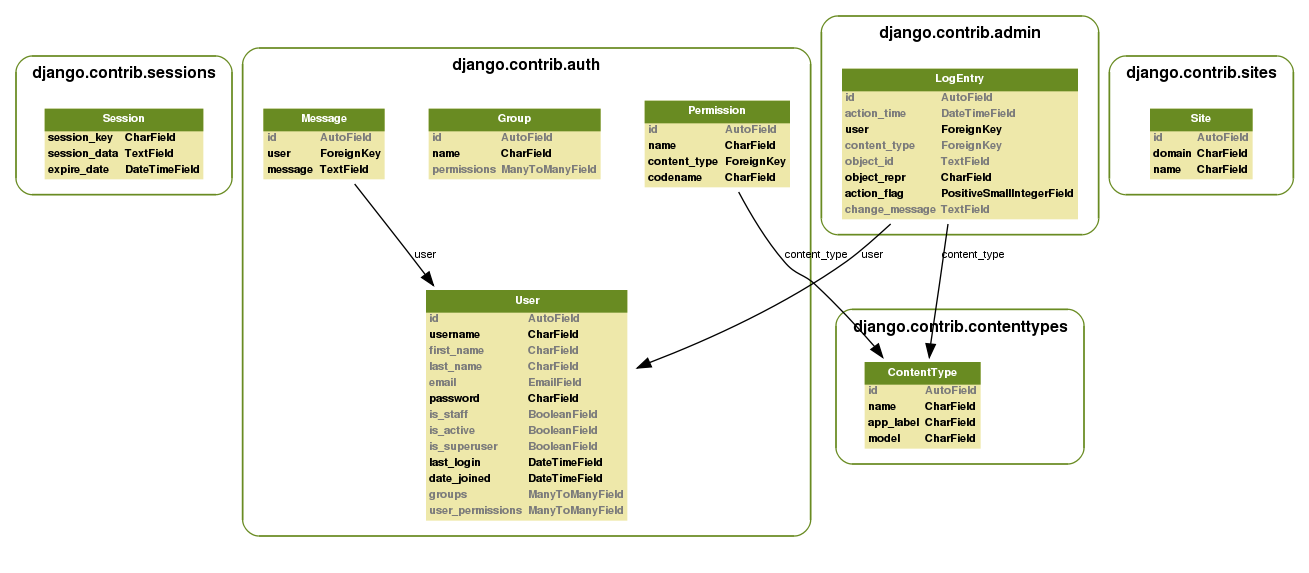 django.contrib.sessions
Session
session_key CharField
session_data TextField
expire_date DateTimeField
django.contrib.auth
Message
id AutoField
user ForeignKey
message TextField
Group
id AutoField
name CharField
permissions ManyToManyField
Permission
id AutoField
name CharField
content_type ForeignKey
codename CharField
django.contrib.admin
LogEntry
id AutoField
action_time DateTimeField
user ForeignKey
content_type ForeignKey
object_id TextField
object_repr CharField
action_flag PositiveSmallIntegerField
change_message TextField
django.contrib.sites
Site
id AutoField
domain CharField
name CharField
user
content_type
user
content_type
User
id AutoField
username CharField
first_name CharField
last_name CharField
email EmailField
password CharField
is_staff BooleanField
is_active BooleanField
is_superuser BooleanField
last_login DateTimeField
date_joined DateTimeField
groups ManyToManyField
user_permissions ManyToManyField
django.contrib.contenttypes
ContentType
id AutoField
name CharField
app_label CharField
model CharField